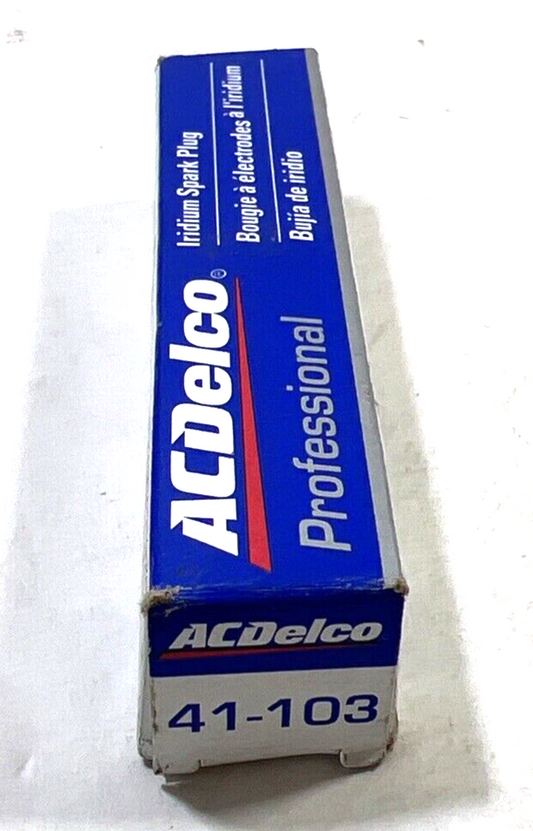 ACDelco®
Professional
Iridium Spark Plug
Bougie à électrodes à l'iridium
Bujía de iridio
ACDelco
41-103